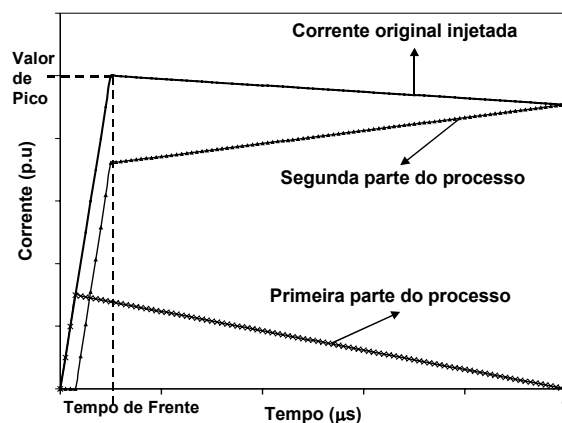 Corrente original injetada
Valor
de
Pico
Corrente (p.u)
Segunda parte do processo
Primeira parte do processo
Tempo de Frente
Tempo (μs)